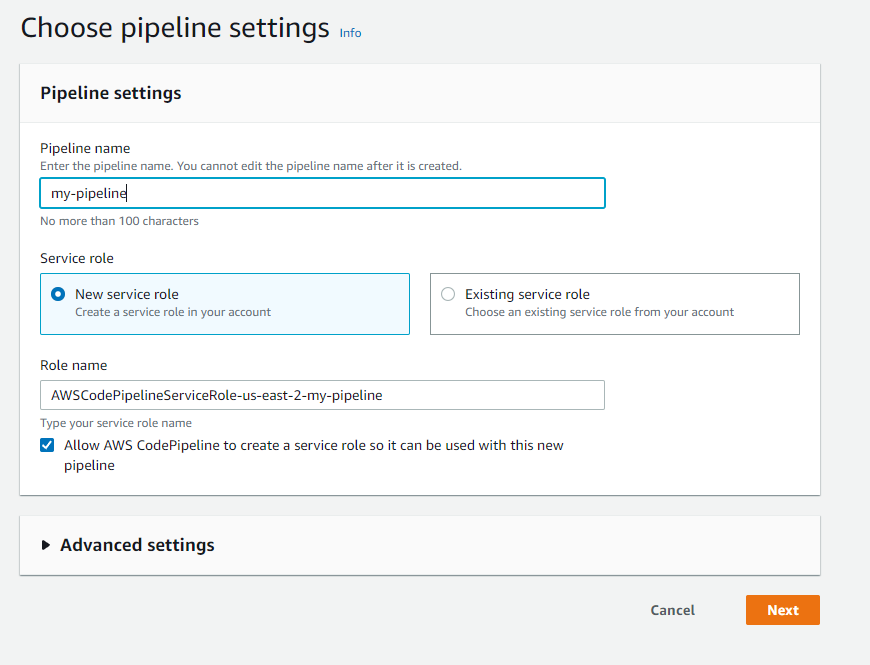 Choose pipeline settings Info
Pipeline settings
Pipeline name
Enter the pipeline name. You cannot edit the pipeline name after it is created.
my-pipeline
No more than 100 characters
Service role
New service role
Create a service role in your account
Existing service role
Choose an existing service role from your account
Role name
AWSCodePipelineServiceRole-us-east-2-my-pipeline
Type your service role name
Allow AWS CodePipeline to create a service role so it can be used with this new
pipeline
Advanced settings
Cancel
Next